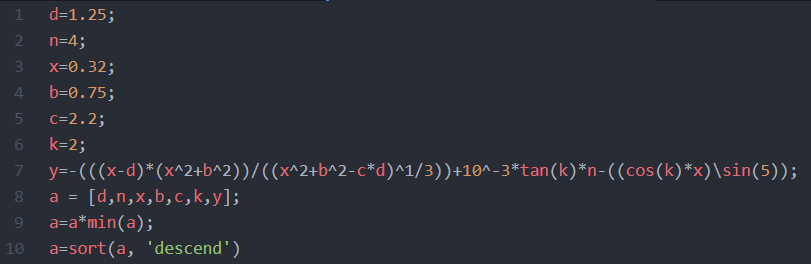 1 d=1.25;
2 n=4;
3 x=0.32;
4 b=0.75;
5 c=2.2;
6 k=2;
7 y=-(((x-d)*(x^2+b^2))/((x^2+b^2-c*d)^1/3))+10^-3*tan(k)*n-((cos(k)*x)\sin(5));
8 a = [d,n,x,b,c,k,y];
9 a=a*min(a);
10 a=sort(a, 'descend')